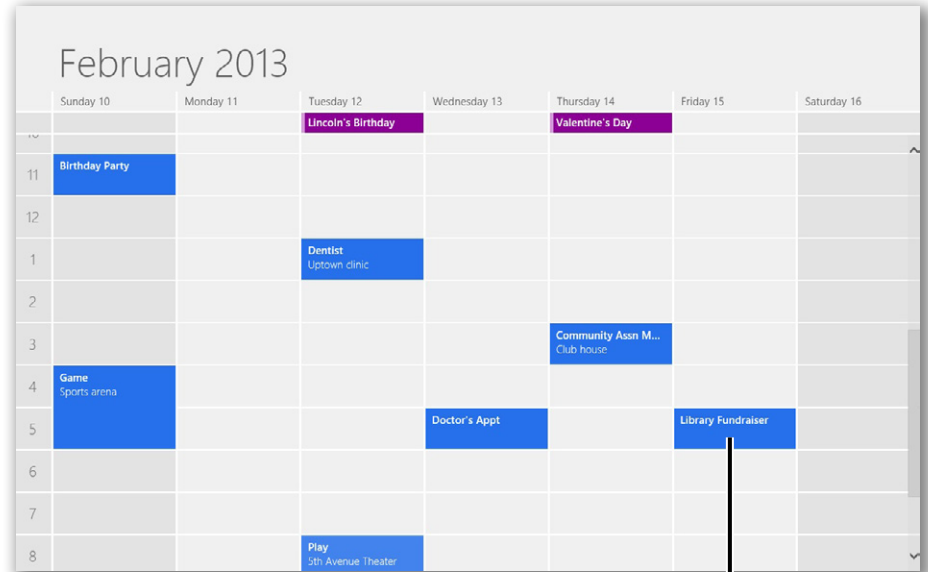 February 2013
Sunday 10 Monday 11 Tuesday 12 Wednesday 13 Thursday 14 Friday 15 Saturday 16
Lincoln's Birthday Valentine's Day
10
11 Birthday Party
12
1 Dentist
Uptown clinic
2
3 Community Assn M...
Club house
4 Game
Sports arena
5 Doctor's Appt Library Fundraiser
6
7
8 Play
5th Avenue Theater